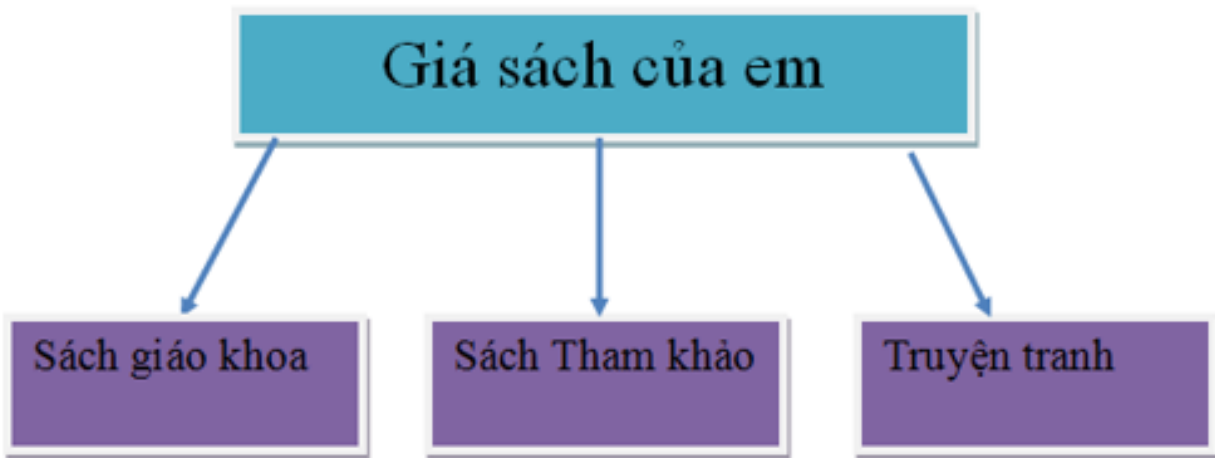 Giá sách của em
Sách giáo khoa
Sách Tham khảo
Truyện tranh